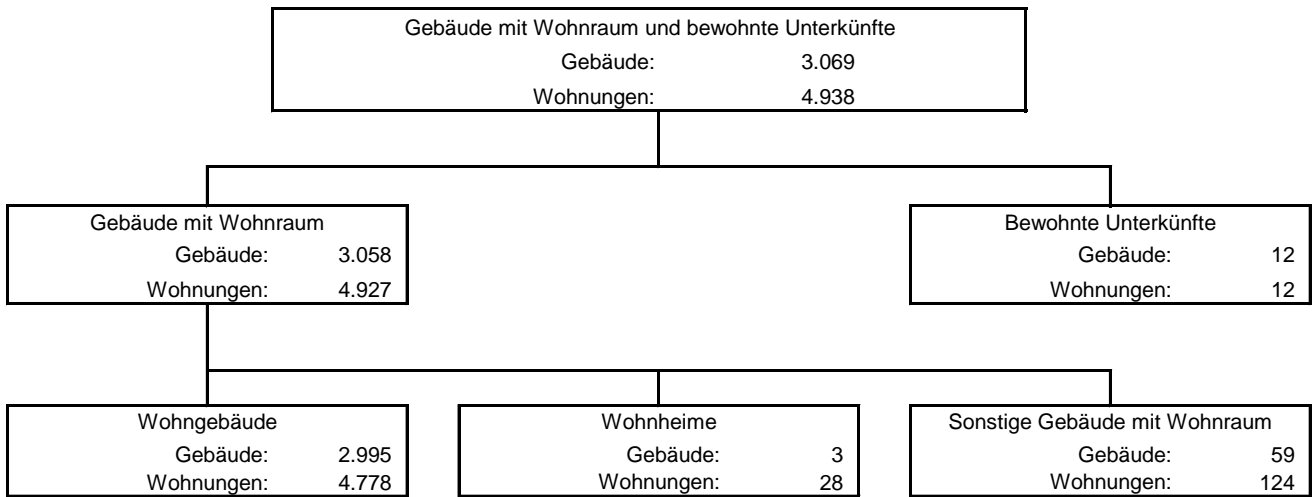 Gebäude mit Wohnraum und bewohnte Unterkünfte
Gebäude: 3.069
Wohnungen: 4.938
Gebäude mit Wohnraum
Gebäude: 3.058
Wohnungen: 4.927
Bewohnte Unterkünfte
Gebäude: 12
Wohnungen: 12
Wohngebäude
Gebäude: 2.995
Wohnungen: 4.778
Wohnheime
Gebäude: 3
Wohnungen: 28
Sonstige Gebäude mit Wohnraum
Gebäude: 59
Wohnungen: 124